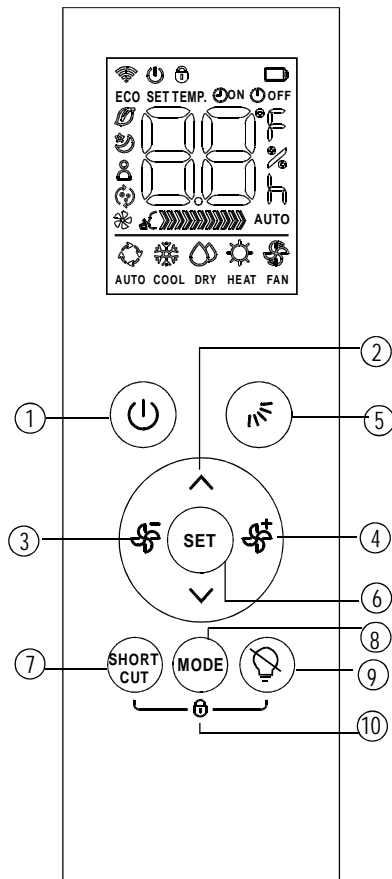 ECO SET TEMP. ON OFF
°F
%
h
AUTO
AUTO COOL DRY HEAT FAN
2
1
5
3
SET
4
6
8
7
SHORT CUT
MODE
9
10